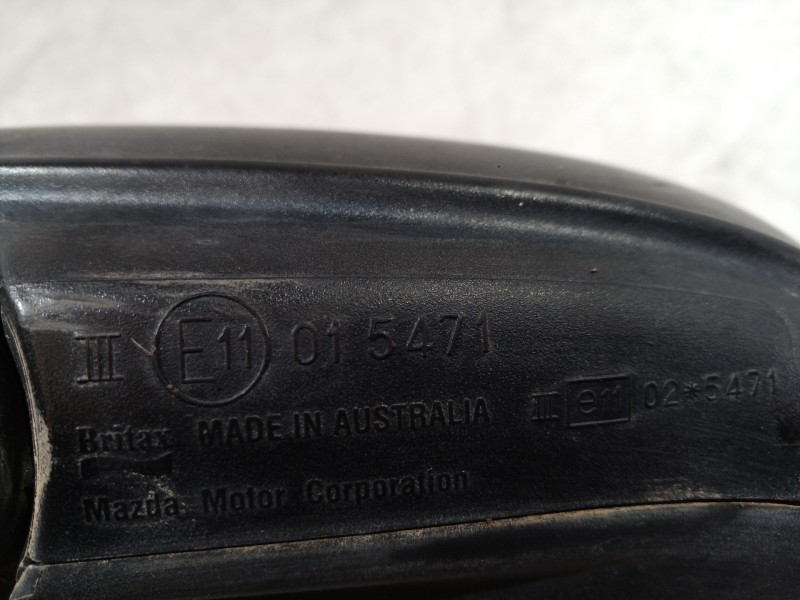 III E11 01 5471
III e11 02*5471
Britax MADE IN AUSTRALIA
Mazda Motor Corporation